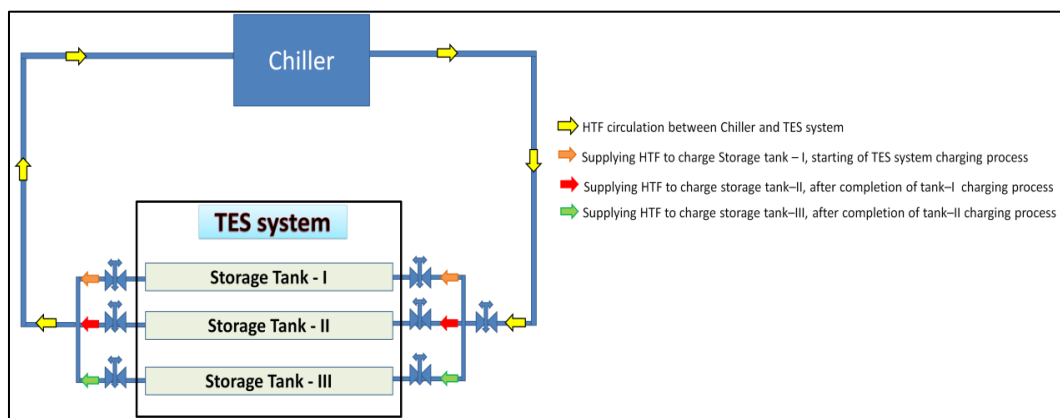 Chiller
HTF circulation between Chiller and TES system
Supplying HTF to charge Storage tank – I, starting of TES system charging process
Supplying HTF to charge storage tank–II, after completion of tank–I charging process
Supplying HTF to charge storage tank–III, after completion of tank–II charging process
TES system
Storage Tank - I
Storage Tank - II
Storage Tank - III